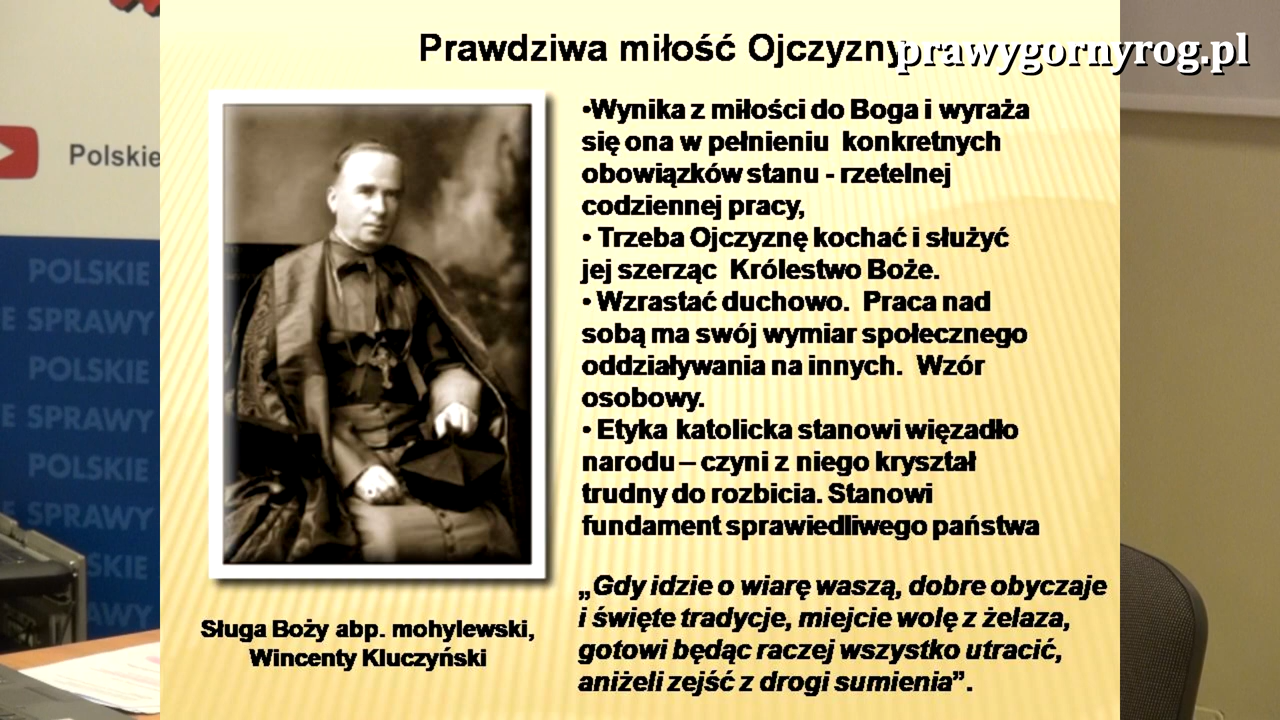 Prawdziwa miłość Ojczyzny
prawygornyrog.pl
•Wynika z miłości do Boga i wyraża
się ona w pełnieniu konkretnych
obowiązków stanu - rzetelnej
codziennej pracy,
• Trzeba Ojczyznę kochać i służyć
jej szerząc Królestwo Boże.
• Wzrastać duchowo. Praca nad
sobą ma swój wymiar społecznego
oddziaływania na innych. Wzór
osobowy.
• Etyka katolicka stanowi więzadło
narodu – czyni z niego kryształ
trudny do rozbicia. Stanowi
fundament sprawiedliwego państwa
„Gdy idzie o wiarę waszą, dobre obyczaje
i święte tradycje, miejcie wolę z żelaza,
gotowi będąc raczej wszystko utracić,
aniżeli zejść z drogi sumienia”.
Sługa Boży abp. mohylewski,
Wincenty Kluczyński
Polskie
POLSKIE
E SPRAWY
POLSKIE
E SPRAWY
POLSKIE
SPRAWY
SKIE
AWY